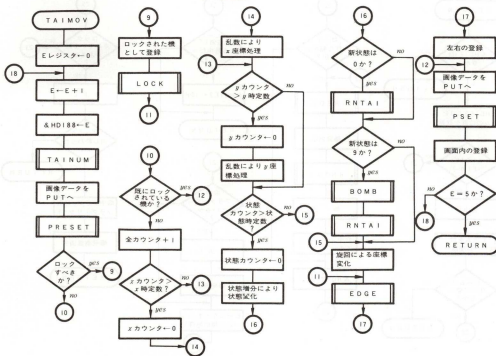 TAIMOV
Eレジスタ←0
18
E←E+1
&HD188←E
TAINUM
画像データを
PUTへ
PRESET
ロック
すべき
か?
yes
9
no
10
9
ロックされた機
として登録
LOCK
11
10
既にロック
されている
機か?
yes
12
no
全カウンタ+1
xカウンタ>
x時定数?
no
13
yes
xカウンタ←0
14
14
乱数により
x座標処理
13
yカウンタ
>y時定数
?
no
yes
yカウンタ←0
乱数によりy座
標処理
状態
カウンタ>状
態時定数
?
no
15
yes
状態カウンタ←0
状態増分により
状態変化
16
16
新状態は
0か?
no
yes
RNTAI
新状態は
9か?
no
yes
BOMB
RNTAI
15
旋回による座標
変化
11
EDGE
17
17
左右の登録
12
画像データを
PUTへ
PSET
画面内の登録
E=5か?
no
18
yes
RETURN